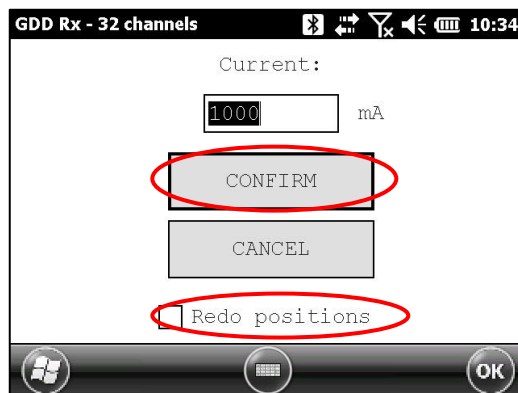 GDD Rx - 32 channels 10:34
Current:
1000 mA
CONFIRM
CANCEL
Redo positions
OK